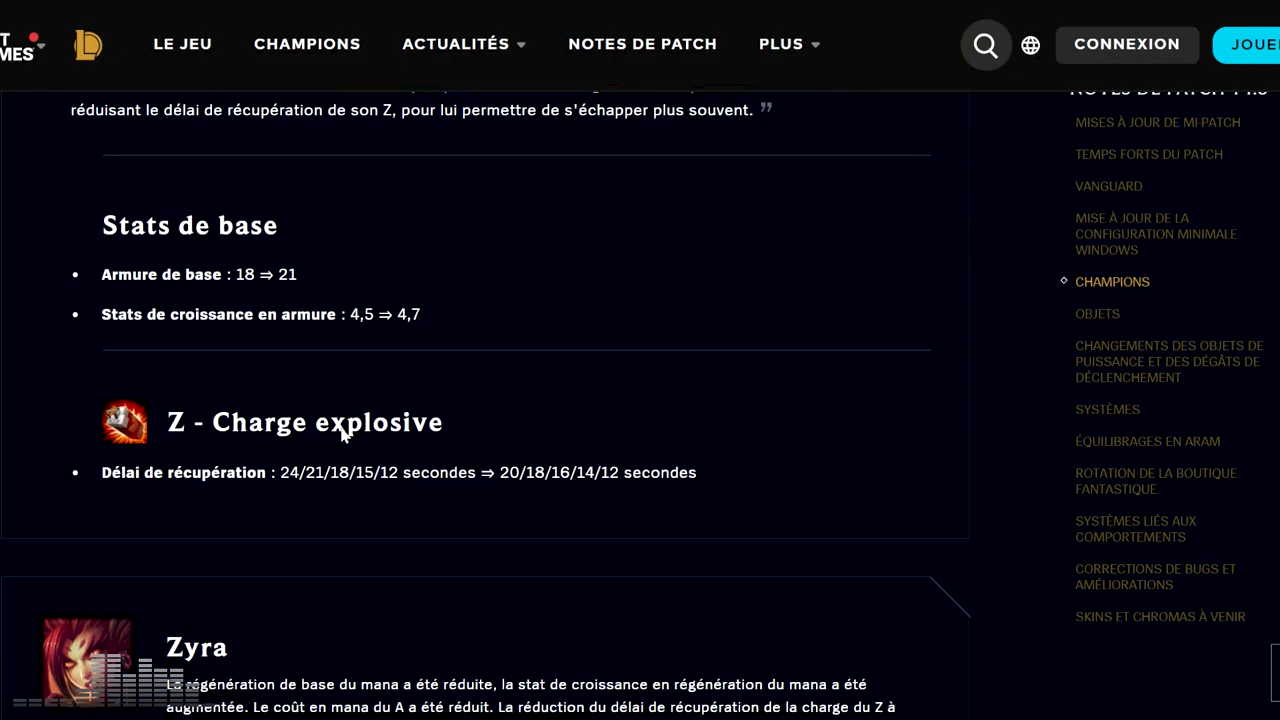 T
MES
LE JEU
CHAMPIONS
ACTUALITÉS
NOTES DE PATCH
PLUS
CONNEXION
JOUE
réduisant le délai de récupération de son Z, pour lui permettre de s'échapper plus souvent. ”
Stats de base
• Armure de base : 18 ⇒ 21
• Stats de croissance en armure : 4,5 ⇒ 4,7
Z - Charge explosive
• Délai de récupération : 24/21/18/15/12 secondes ⇒ 20/18/16/14/12 secondes
Zyra
La régénération de base du mana a été réduite, la stat de croissance en régénération du mana a été
augmentée. Le coût en mana du A a été réduit. La réduction du délai de récupération de la charge du Z à
NOTES DE PATCH
MISES À JOUR DE MI-PATCH
TEMPS FORTS DU PATCH
VANGUARD
MISE À JOUR DE LA
CONFIGURATION MINIMALE
WINDOWS
CHAMPIONS
OBJETS
CHANGEMENTS DES OBJETS DE
PUISSANCE ET DES DÉGÂTS DE
DÉCLENCHEMENT
SYSTÈMES
ÉQUILIBRAGES EN ARAM
ROTATION DE LA BOUTIQUE
FANTASTIQUE
SYSTÈMES LIÉS AUX
COMPORTEMENTS
CORRECTIONS DE BUGS ET
AMÉLIORATIONS
SKINS ET CHROMAS À VENIR